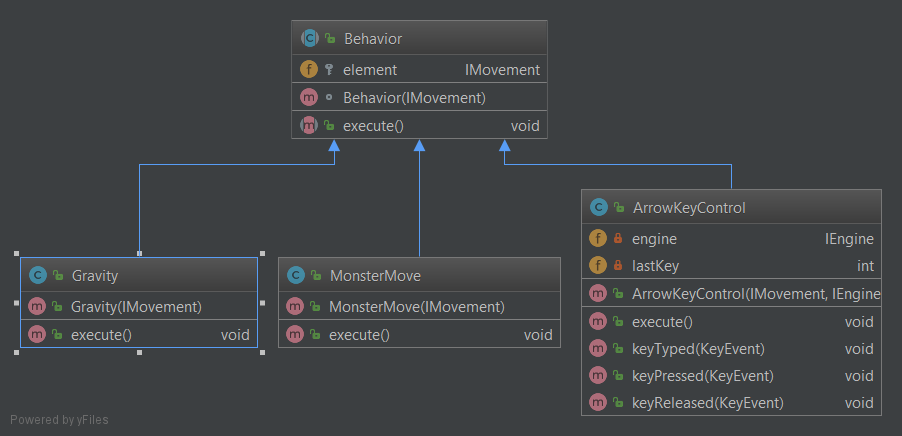 Behavior
element IMovement
Behavior(IMovement)
execute() void
Gravity
Gravity(IMovement)
execute() void
MonsterMove
MonsterMove(IMovement)
execute() void
ArrowKeyControl
engine IEngine
lastKey int
ArrowKeyControl(IMovement, IEngine
execute() void
keyTyped(KeyEvent) void
keyPressed(KeyEvent) void
keyReleased(KeyEvent) void
Powered by yFiles